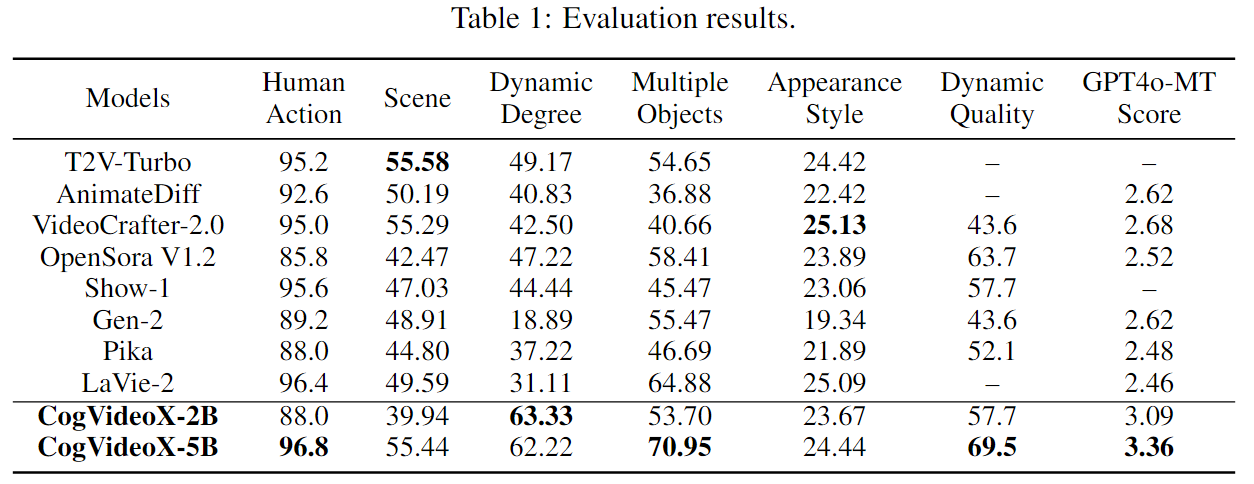 Table 1: Evaluation results.
Models Human Action Scene Dynamic Degree Multiple Objects Appearance Style Dynamic Quality GPT4o-MT Score
T2V-Turbo 95.2 55.58 49.17 54.65 24.42 – –
AnimateDiff 92.6 50.19 40.83 36.88 22.42 – 2.62
VideoCrafter-2.0 95.0 55.29 42.50 40.66 25.13 43.6 2.68
OpenSora V1.2 85.8 42.47 47.22 58.41 23.89 63.7 2.52
Show-1 95.6 47.03 44.44 45.47 23.06 57.7 –
Gen-2 89.2 48.91 18.89 55.47 19.34 43.6 2.62
Pika 88.0 44.80 37.22 46.69 21.89 52.1 2.48
LaVie-2 96.4 49.59 31.11 64.88 25.09 – 2.46
CogVideoX-2B 88.0 39.94 63.33 53.70 23.67 57.7 3.09
CogVideoX-5B 96.8 55.44 62.22 70.95 24.44 69.5 3.36